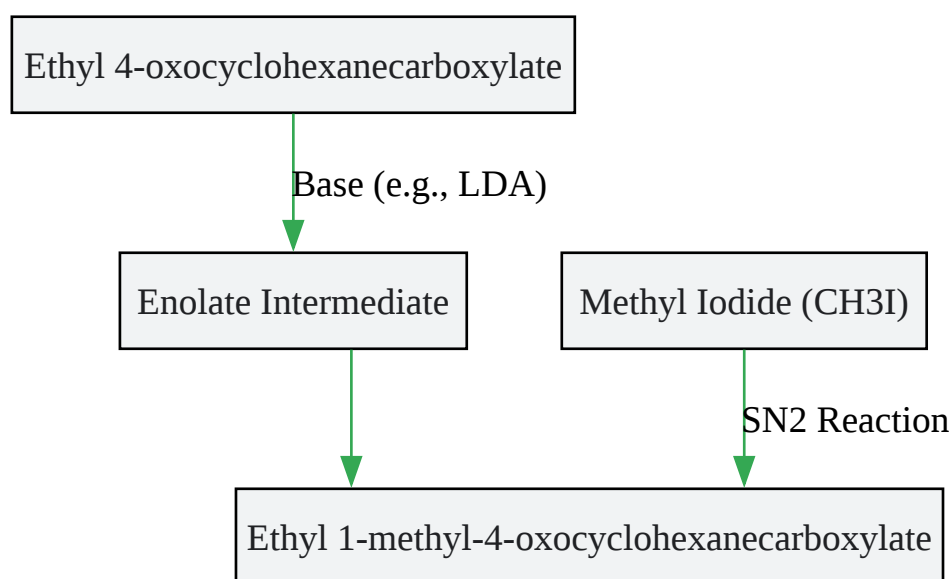 Ethyl 4-oxocyclohexanecarboxylate
Base (e.g., LDA)
Enolate Intermediate
Methyl Iodide (CH3I)
SN2 Reaction
Ethyl 1-methyl-4-oxocyclohexanecarboxylate